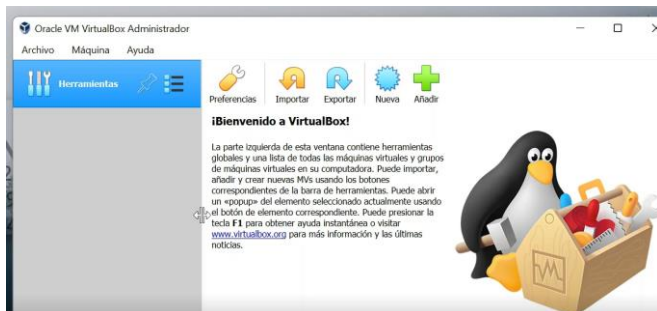 Oracle VM VirtualBox Administrador
Archivo Máquina Ayuda
Herramientas
Preferencias Importar Exportar Nueva Añadir
¡Bienvenido a VirtualBox!
La parte izquierda de esta ventana contiene herramientas
globales y una lista de todas las máquinas virtuales y grupos
de máquinas virtuales en su computadora. Puede importar,
añadir y crear nuevas MVs usando los botones
correspondientes de la barra de herramientas. Puede abrir
un «popup» del elemento seleccionado actualmente usando
el botón de elemento correspondiente. Puede presionar la
tecla F1 para obtener ayuda instantánea o visitar
www.virtualbox.org para más información y las últimas
noticias.